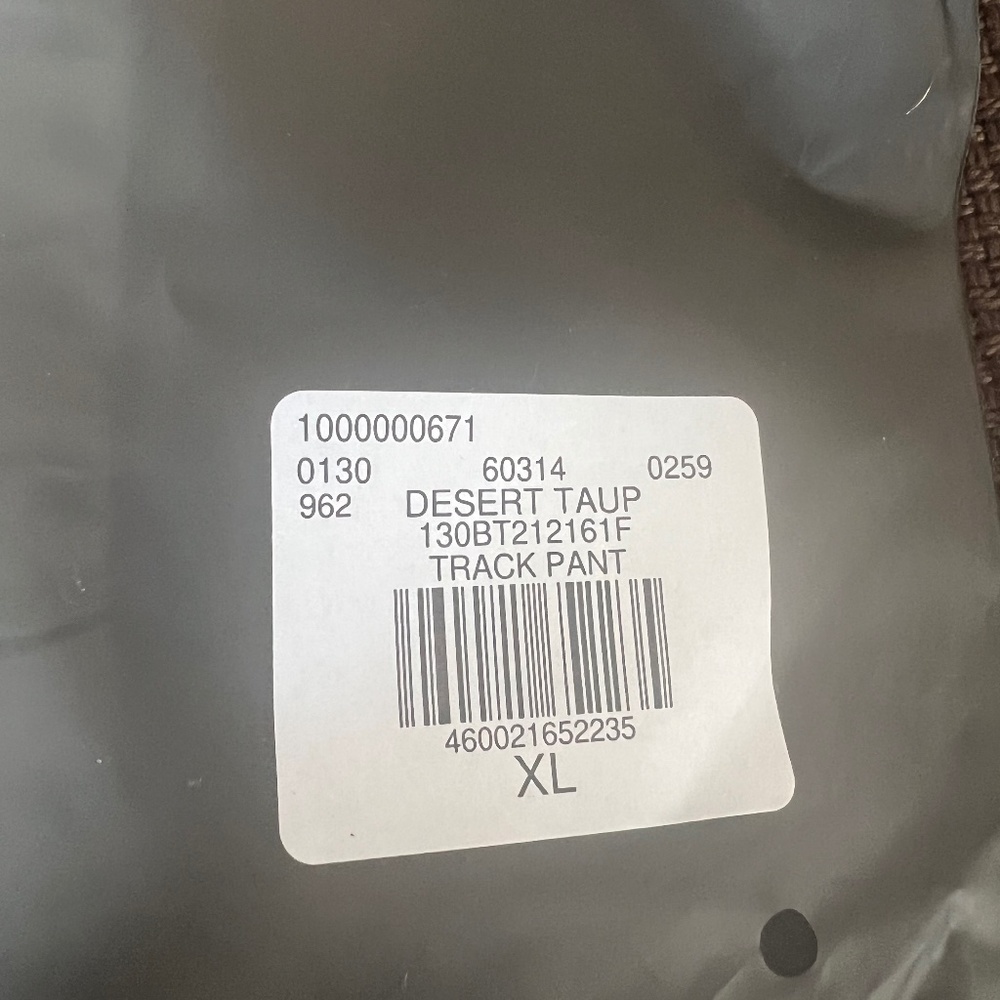 1000000671
0130 60314 0259
962 DESERT TAUP
130BT212161F
TRACK PANT
460021652235
XL